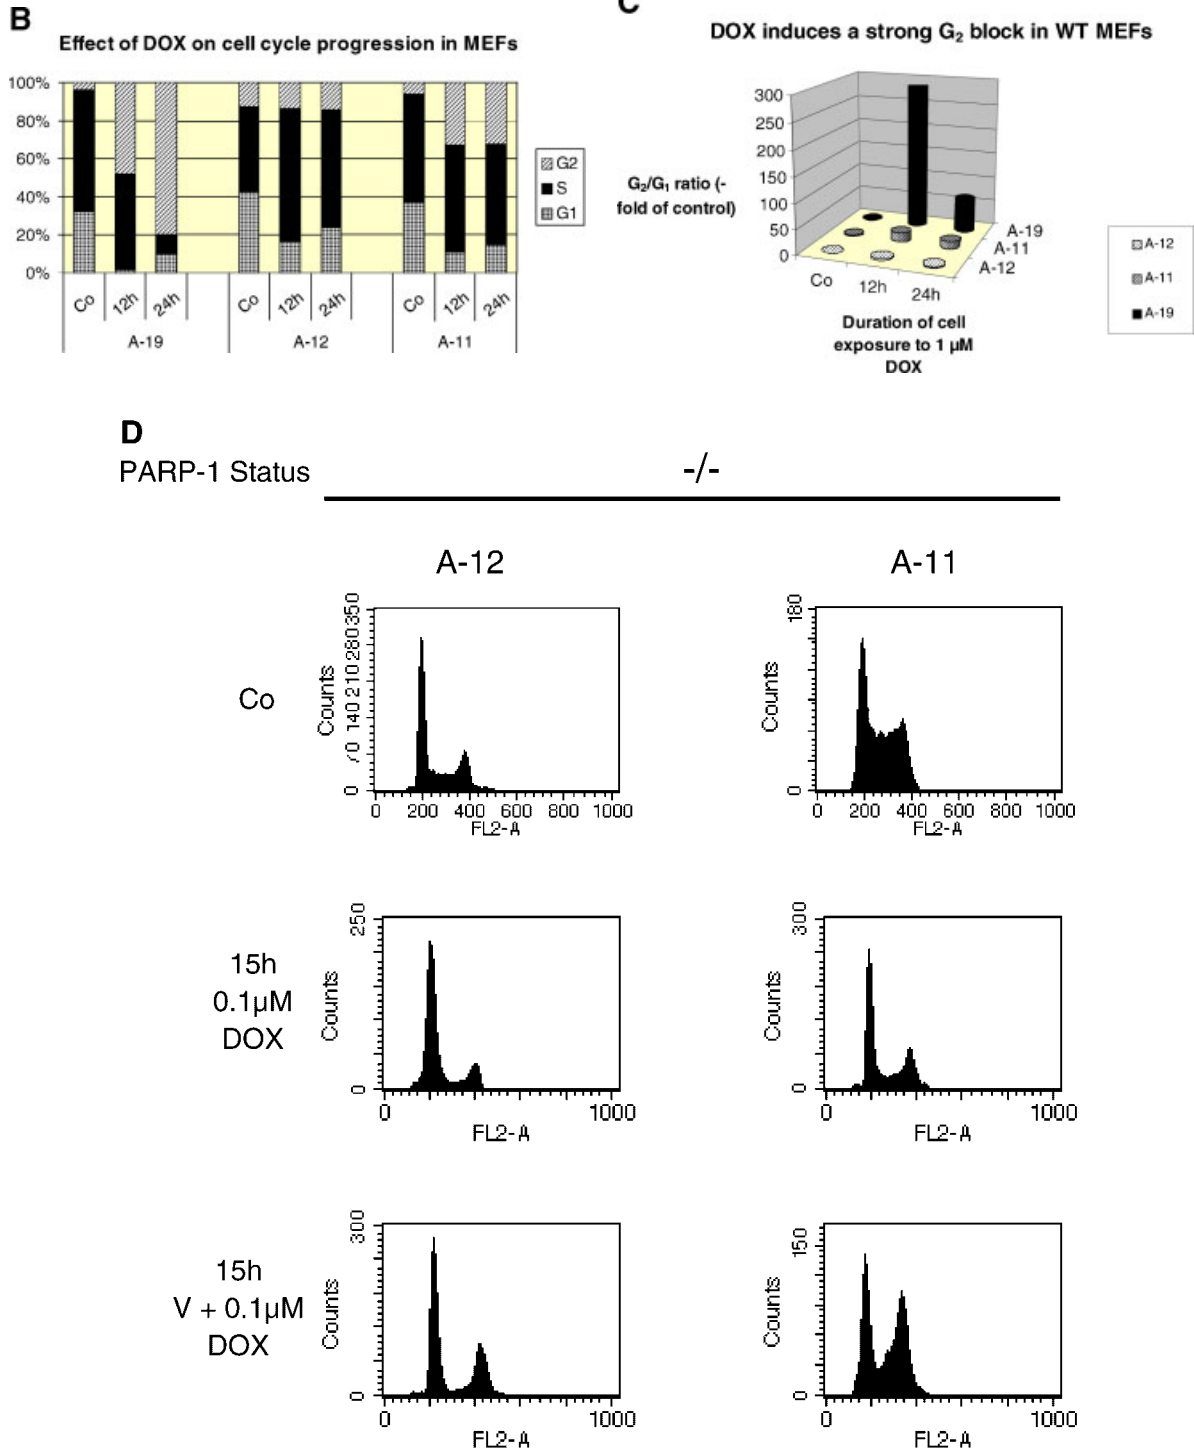 B
Effect of DOX on cell cycle progression in MEFs
100%
80%
60%
40%
20%
0%
Co 12h 24h Co 12h 24h Co 12h 24h
A-19 A-12 A-11
G2
S
G1
C
DOX induces a strong G₂ block in WT MEFs
G₂/G₁ ratio (-
fold of control)
300
250
200
150
100
50
0
Co 12h 24h
A-19
A-11
A-12
Duration of cell
exposure to 1 µM
DOX
A-12
A-11
A-19
D
PARP-1 Status -/-
A-12 A-11
Co
Counts
0 70 140 210 280 350
0 200 400 600 800 1000
FL2-A
Counts
0 180
0 200 400 600 800 1000
FL2-A
15h
0.1µM
DOX
Counts
0 250
0 1000
FL2-A
Counts
0 300
0 1000
FL2-A
15h
V + 0.1µM
DOX
Counts
0 300
0 1000
FL2-A
Counts
0 150
0 1000
FL2-A